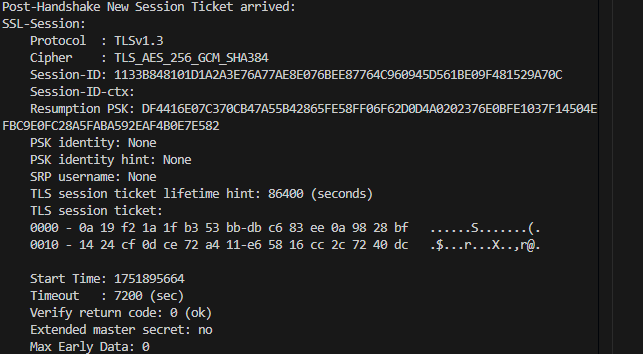 Post-Handshake New Session Ticket arrived:
SSL-Session:
Protocol : TLSv1.3
Cipher : TLS_AES_256_GCM_SHA384
Session-ID: 1133B848101D1A2A3E76A77AE8E076BEE87764C960945D561BE09F481529A70C
Session-ID-ctx:
Resumption PSK: DF4416E07C370CB47A55B42865FE58FF06F62D0D4A0202376E0BFE1037F14504E
FBC9E0FC28A5FABA592EAF4B0E7E582
PSK identity: None
PSK identity hint: None
SRP username: None
TLS session ticket lifetime hint: 86400 (seconds)
TLS session ticket:
0000 - 0a 19 f2 1a 1f b3 53 bb-db c6 83 ee 0a 98 28 bf ......S.......(.
0010 - 14 24 cf 0d ce 72 a4 11-e6 58 16 cc 2c 72 40 dc .$...r...X..,r@.
Start Time: 1751895664
Timeout : 7200 (sec)
Verify return code: 0 (ok)
Extended master secret: no
Max Early Data: 0